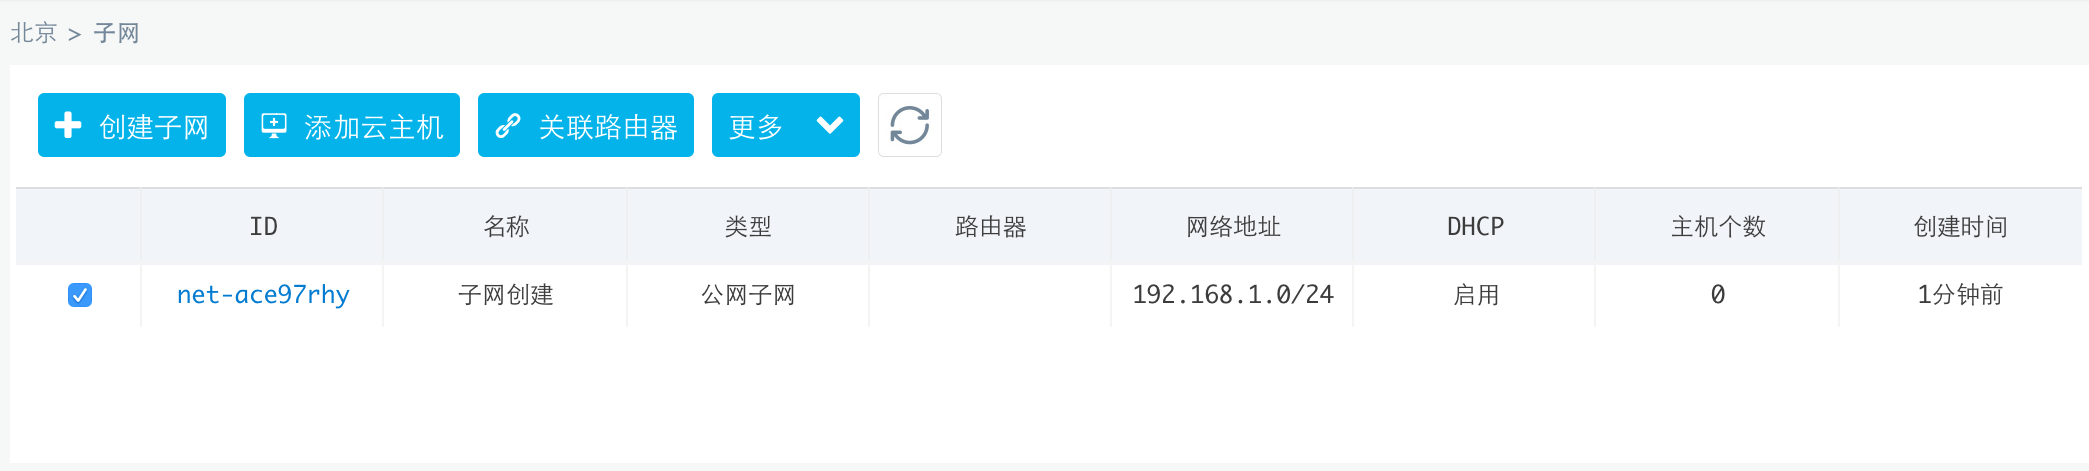 北京 > 子网
创建子网 添加云主机 关联路由器 更多
ID 名称 类型 路由器 网络地址 DHCP 主机个数 创建时间
net-ace97rhy 子网创建 公网子网 192.168.1.0/24 启用 0 1分钟前